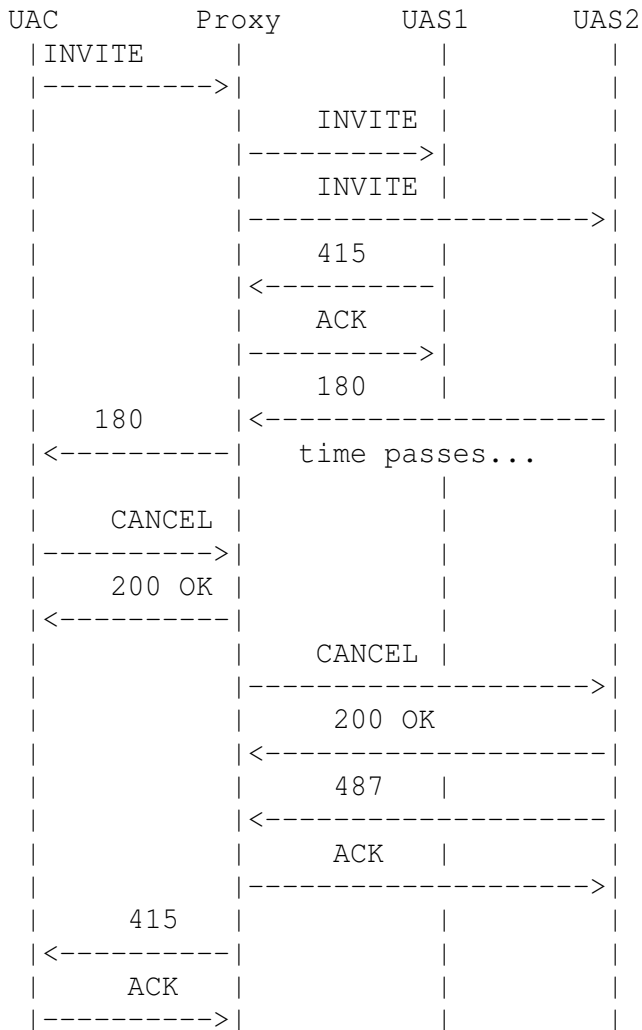 UAC Proxy UAS1 UAS2
INVITE
INVITE
INVITE
415
ACK
180
180
time passes...
CANCEL
200 OK
CANCEL
200 OK
487
ACK
415
ACK